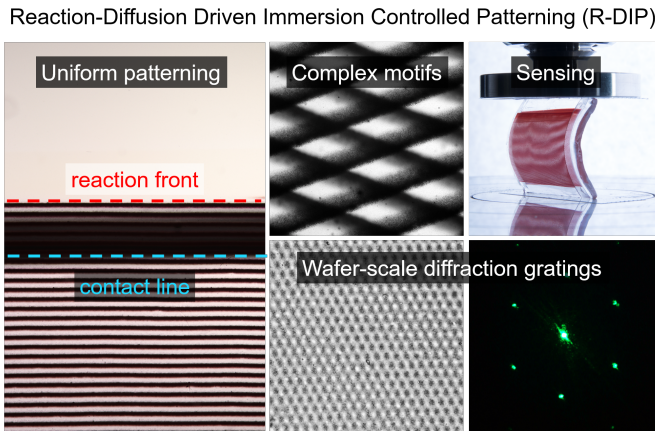 Reaction-Diffusion Driven Immersion Controlled Patterning (R-DIP)
Uniform patterning
Complex motifs
Sensing
reaction front
contact line
Wafer-scale diffraction gratings